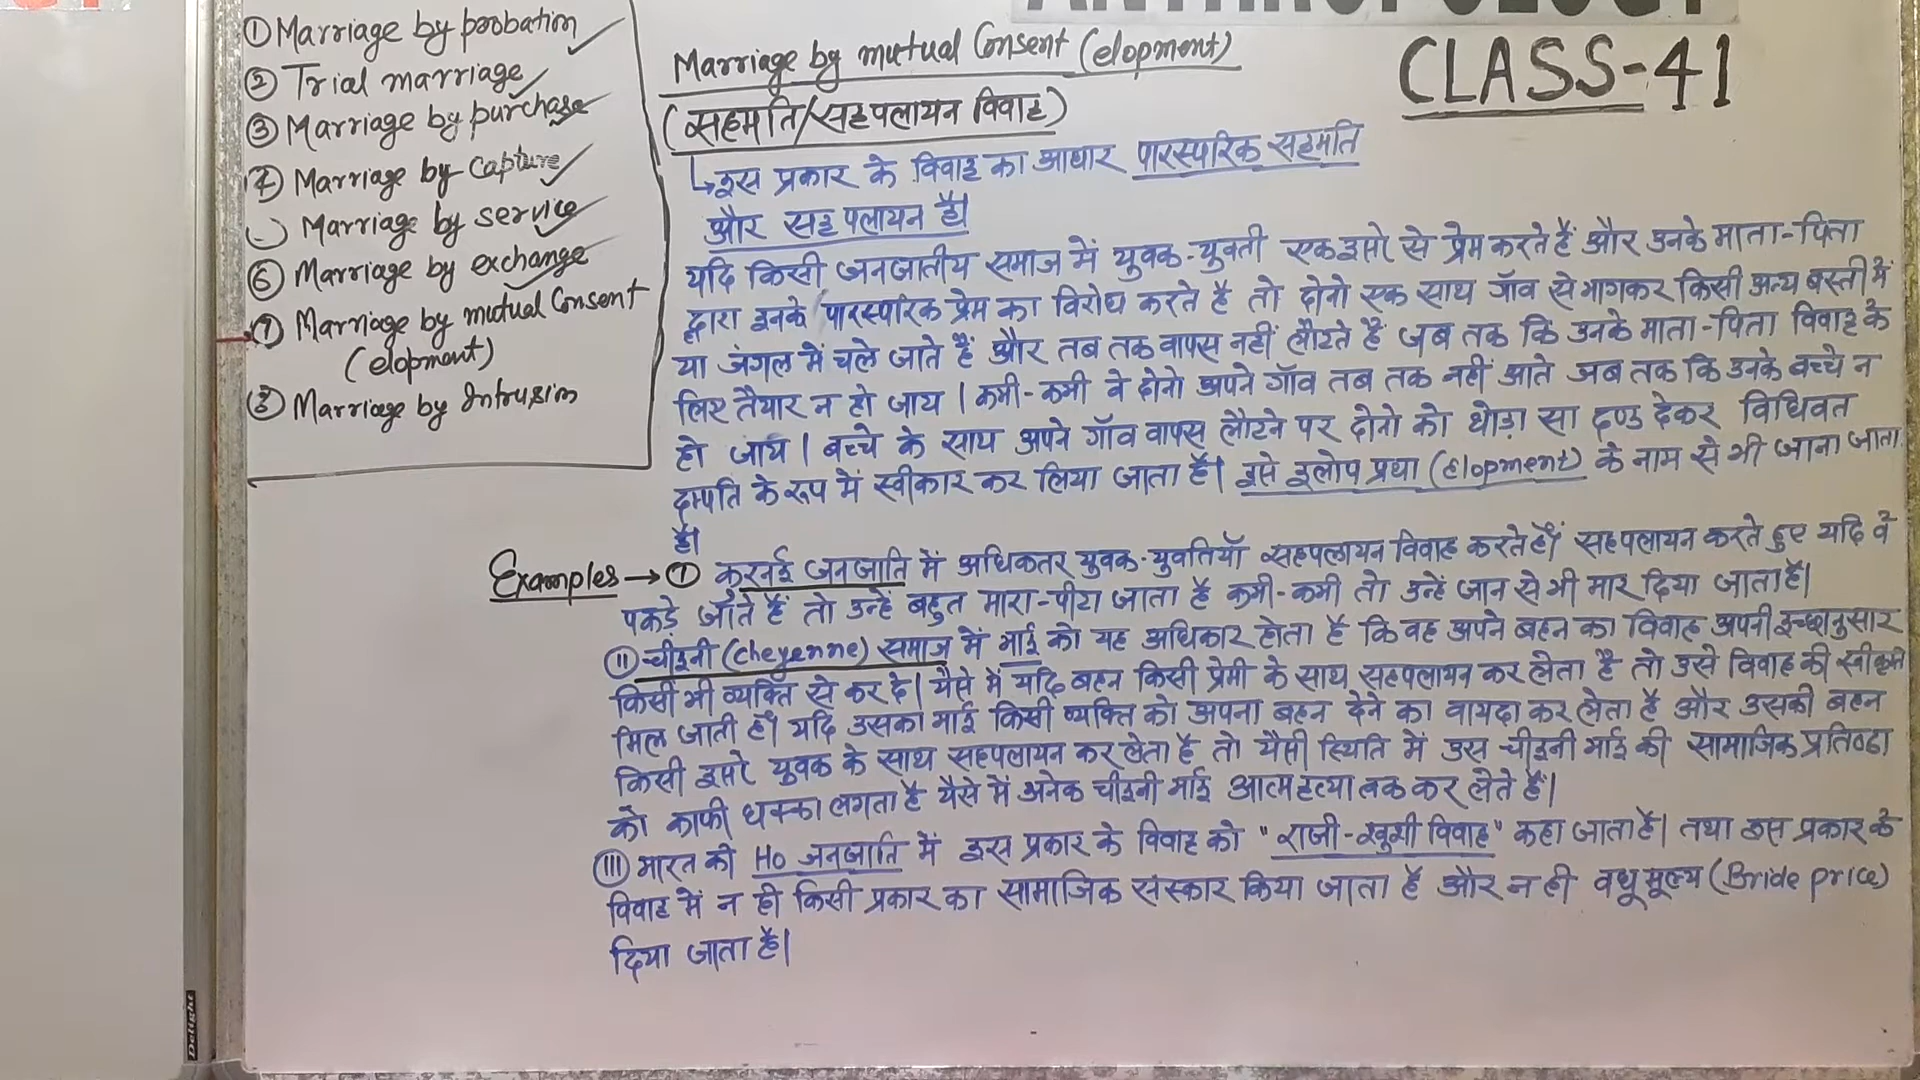 ANTHROPOLOGY
CLASS-41
① Marriage by probation ✓
② Trial marriage ✓
③ Marriage by purchase
④ Marriage by Capture ✓
Marriage by service
⑥ Marriage by exchange
⑦ Marriage by mutual Consent
(elopment)
⑧ Marriage by Intrusim
Marriage by mutual Consent (elopment)
(सहमति/सहपलायन विवाह)
↳ इस प्रकार के विवाह का आधार पारस्परिक सहमति
और सह पलायन है।
यदि किसी जनजातीय समाज में युवक-युवती एक दूसरे से प्रेम करते हैं और उनके माता-पिता
द्वारा इनके पारस्परिक प्रेम का विरोध करते है तो दोनो एक साथ गॉव से भागकर किसी अन्य बस्ती में
या जंगल में चले जाते हैं और तब तक वापस नहीं लौटते हैं जब तक कि उनके माता-पिता विवाह के
लिए तैयार न हो जाय। कभी-कभी वे दोनो अपने गॉव तब तक नहीं आते जब तक कि उनके बच्चे न
हो जाय। बच्चे के साथ अपने गॉव वापस लौटने पर दोनो को थोड़ा सा दण्ड देकर विधिवत
दम्पति के रूप में स्वीकार कर लिया जाता है। इसे इलोप प्रथा (Elopment) के नाम से भी जाना जाता
है।
Examples → ① कुरनई जनजाति में अधिकतर युवक-युवतियॉ सहपलायन विवाह करते हैं। सहपलायन करते हुए यदि वे
पकड़े जाते हैं तो उन्हें बहुत मारा-पीटा जाता है कभी-कभी तो उन्हें जान से भी मार दिया जाता है।
Ⅱ चीइनी (Cheyenne) समाज में भाई को यह अधिकार होता है कि वह अपने बहन का विवाह अपनी इच्छानुसार
किसी भी व्यक्ति से कर दे। यैसे में यदि बहन किसी प्रेमी के साथ सहपलायन कर लेता है तो उसे विवाह की स्वीकृति
मिल जाती है। यदि उसका भाई किसी व्यक्ति को अपना बहन देने का वायदा कर लेता है और उसकी बहन
किसी दूसरे युवक के साथ सहपलायन कर लेता है तो यैसी स्थिति में उस चीइनी भाई की सामाजिक प्रतिष्ठा
को काफी धक्का लगता है यैसे में अनेक चीइनी भाई आत्महत्या तक कर लेते हैं।
Ⅲ भारत की Ho जनजाति में इस प्रकार के विवाह को "राजी-खुशी विवाह" कहा जाता है। तथा इस प्रकार के
विवाह में न ही किसी प्रकार का सामाजिक संस्कार किया जाता है और न ही वधू मूल्य (Bride price)
दिया जाता है।
Delight